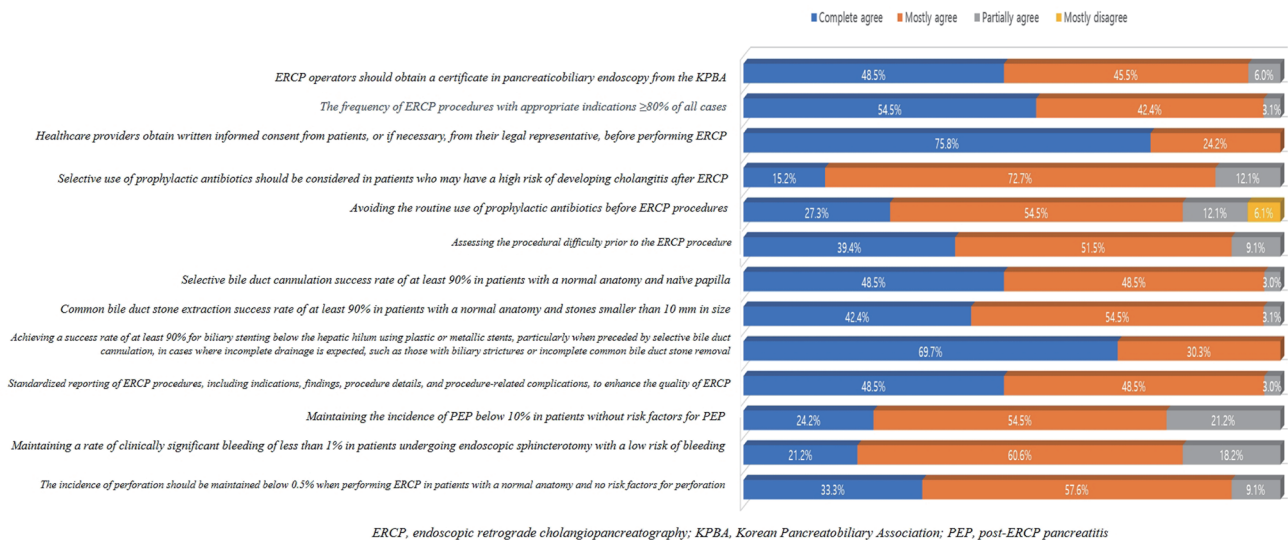 Complete agree Mostly agree Partially agree Mostly disagree
ERCP operators should obtain a certificate in pancreaticobiliary endoscopy from the KPBA
48.5% 45.5% 6.0%
The frequency of ERCP procedures with appropriate indications ≥80% of all cases
54.5% 42.4% 3.1%
Healthcare providers obtain written informed consent from patients, or if necessary, from their legal representative, before performing ERCP
75.8% 24.2%
Selective use of prophylactic antibiotics should be considered in patients who may have a high risk of developing cholangitis after ERCP
15.2% 72.7% 12.1%
Avoiding the routine use of prophylactic antibiotics before ERCP procedures
27.3% 54.5% 12.1% 6.1%
Assessing the procedural difficulty prior to the ERCP procedure
39.4% 51.5% 9.1%
Selective bile duct cannulation success rate of at least 90% in patients with a normal anatomy and naïve papilla
48.5% 48.5% 3.0%
Common bile duct stone extraction success rate of at least 90% in patients with a normal anatomy and stones smaller than 10 mm in size
42.4% 54.5% 3.1%
Achieving a success rate of at least 90% for biliary stenting below the hepatic hilum using plastic or metallic stents, particularly when preceded by selective bile duct
cannulation, in cases where incomplete drainage is expected, such as those with biliary strictures or incomplete common bile duct stone removal
69.7% 30.3%
Standardized reporting of ERCP procedures, including indications, findings, procedure details, and procedure-related complications, to enhance the quality of ERCP
48.5% 48.5% 3.0%
Maintaining the incidence of PEP below 10% in patients without risk factors for PEP
24.2% 54.5% 21.2%
Maintaining a rate of clinically significant bleeding of less than 1% in patients undergoing endoscopic sphincterotomy with a low risk of bleeding
21.2% 60.6% 18.2%
The incidence of perforation should be maintained below 0.5% when performing ERCP in patients with a normal anatomy and no risk factors for perforation
33.3% 57.6% 9.1%
ERCP, endoscopic retrograde cholangiopancreatography; KPBA, Korean Pancreatobiliary Association; PEP, post-ERCP pancreatitis